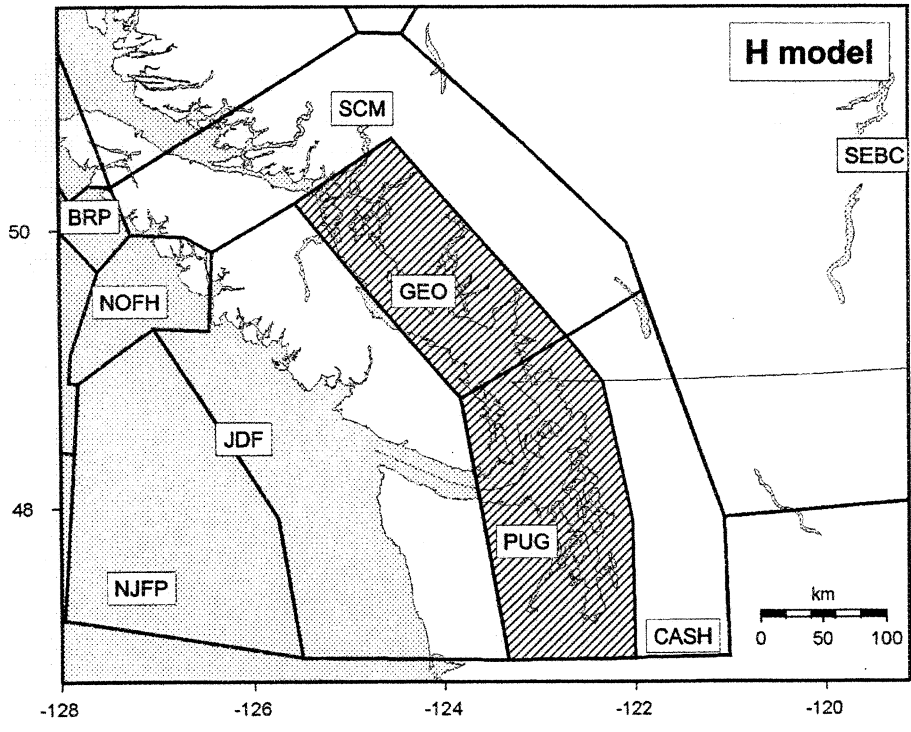 H model
SCM
SEBC
BRP
50
GEO
NOFH
JDF
48
PUG
NJFP
km
CASH
0 50 100
-128 -126 -124 -122 -120